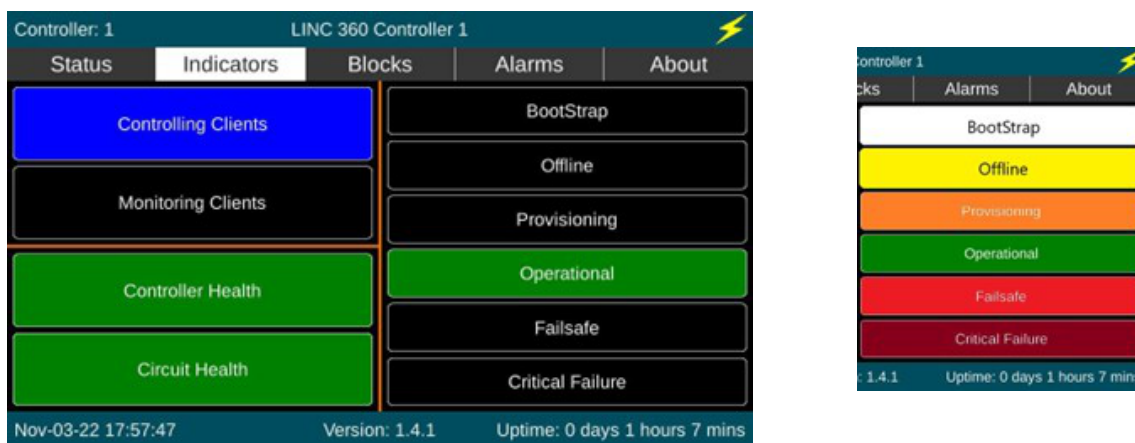 Controller: 1 LINC 360 Controller 1
Status Indicators Blocks Alarms About
Controlling Clients
Monitoring Clients
Controller Health
Circuit Health
BootStrap
Offline
Provisioning
Operational
Failsafe
Critical Failure
Nov-03-22 17:57:47 Version: 1.4.1 Uptime: 0 days 1 hours 7 mins
Controller 1
cks Alarms About
BootStrap
Offline
Provisioning
Operational
Failsafe
Critical Failure
: 1.4.1 Uptime: 0 days 1 hours 7 mins